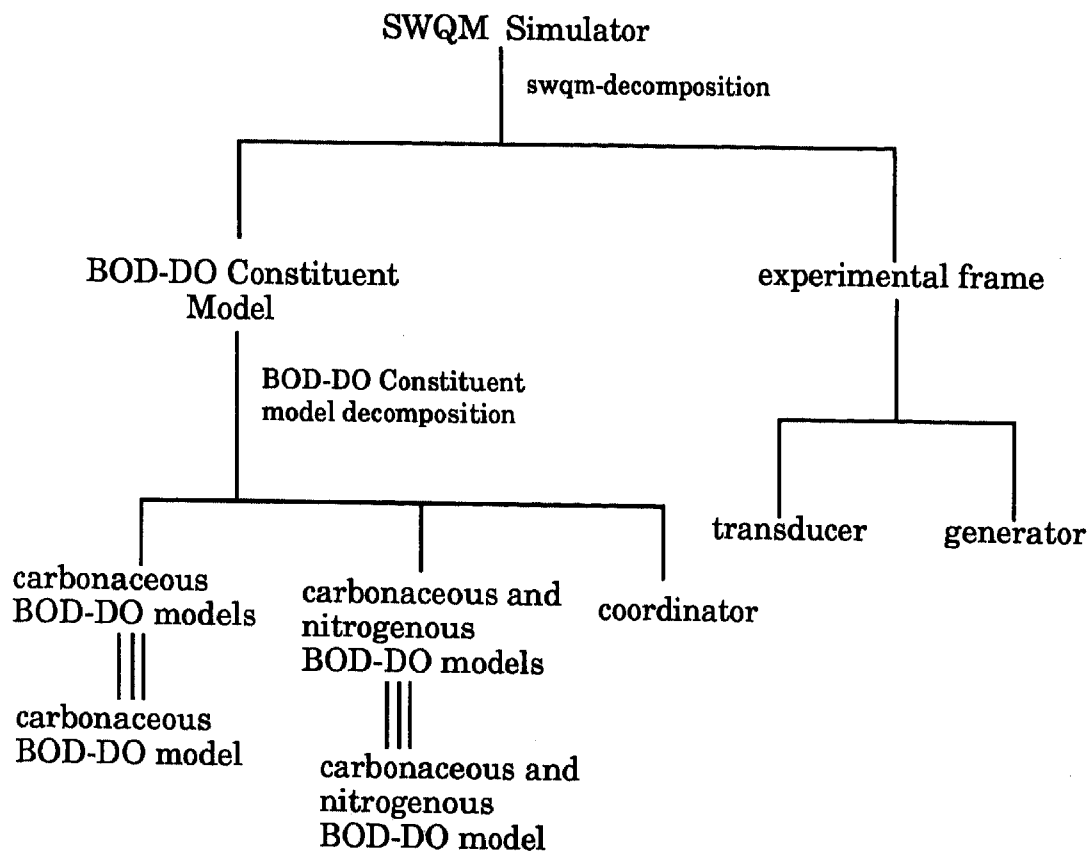 SWQM Simulator
swqm-decomposition
BOD-DO Constituent
Model
experimental frame
BOD-DO Constituent
model decomposition
transducer
generator
carbonaceous
BOD-DO models
carbonaceous and
nitrogenous
BOD-DO models
coordinator
carbonaceous
BOD-DO model
carbonaceous and
nitrogenous
BOD-DO model